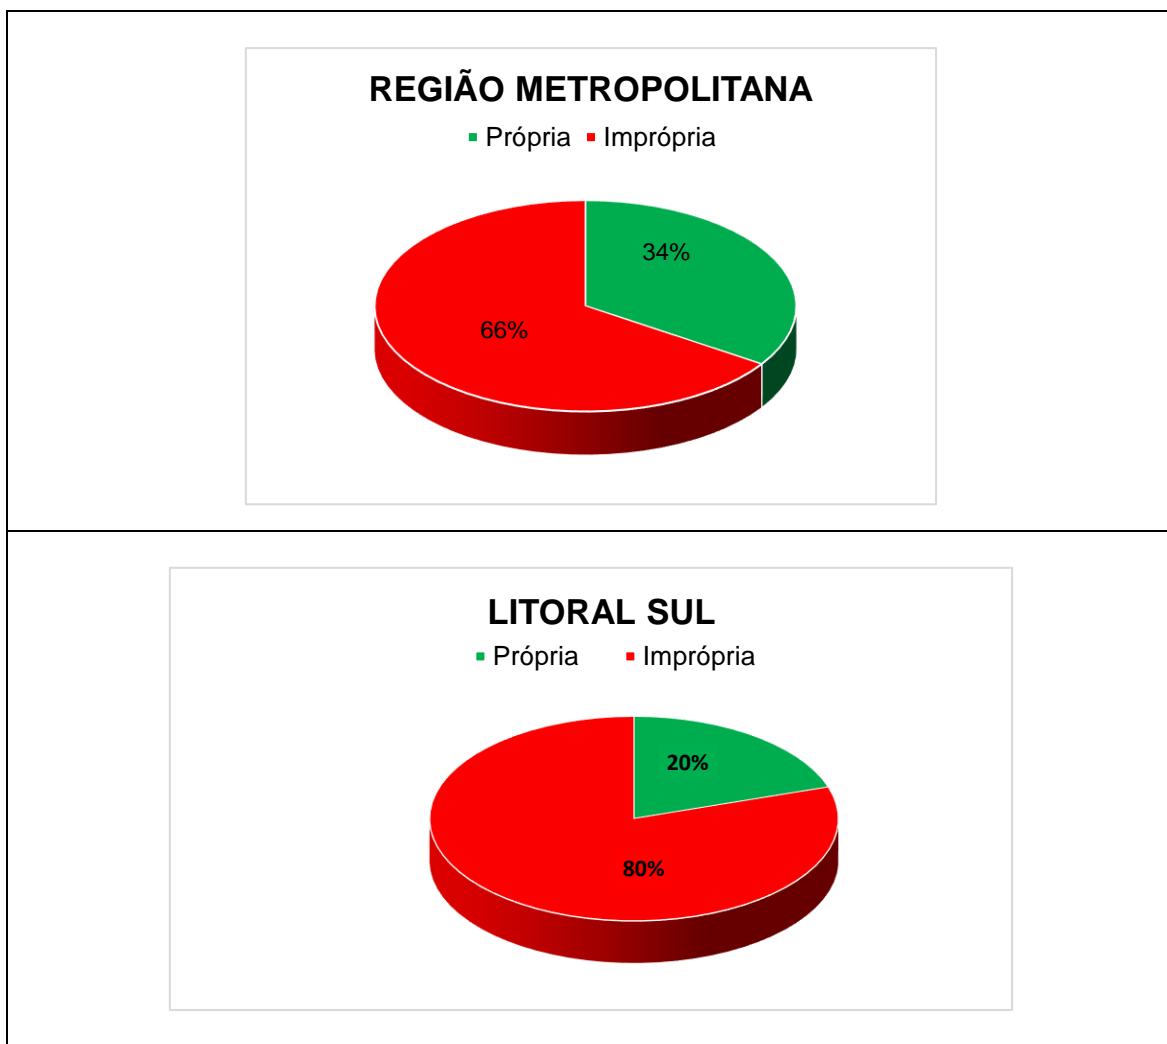 REGIÃO METROPOLITANA
Própria Imprópria
34%
66%
LITORAL SUL
Própria Imprópria
20%
80%